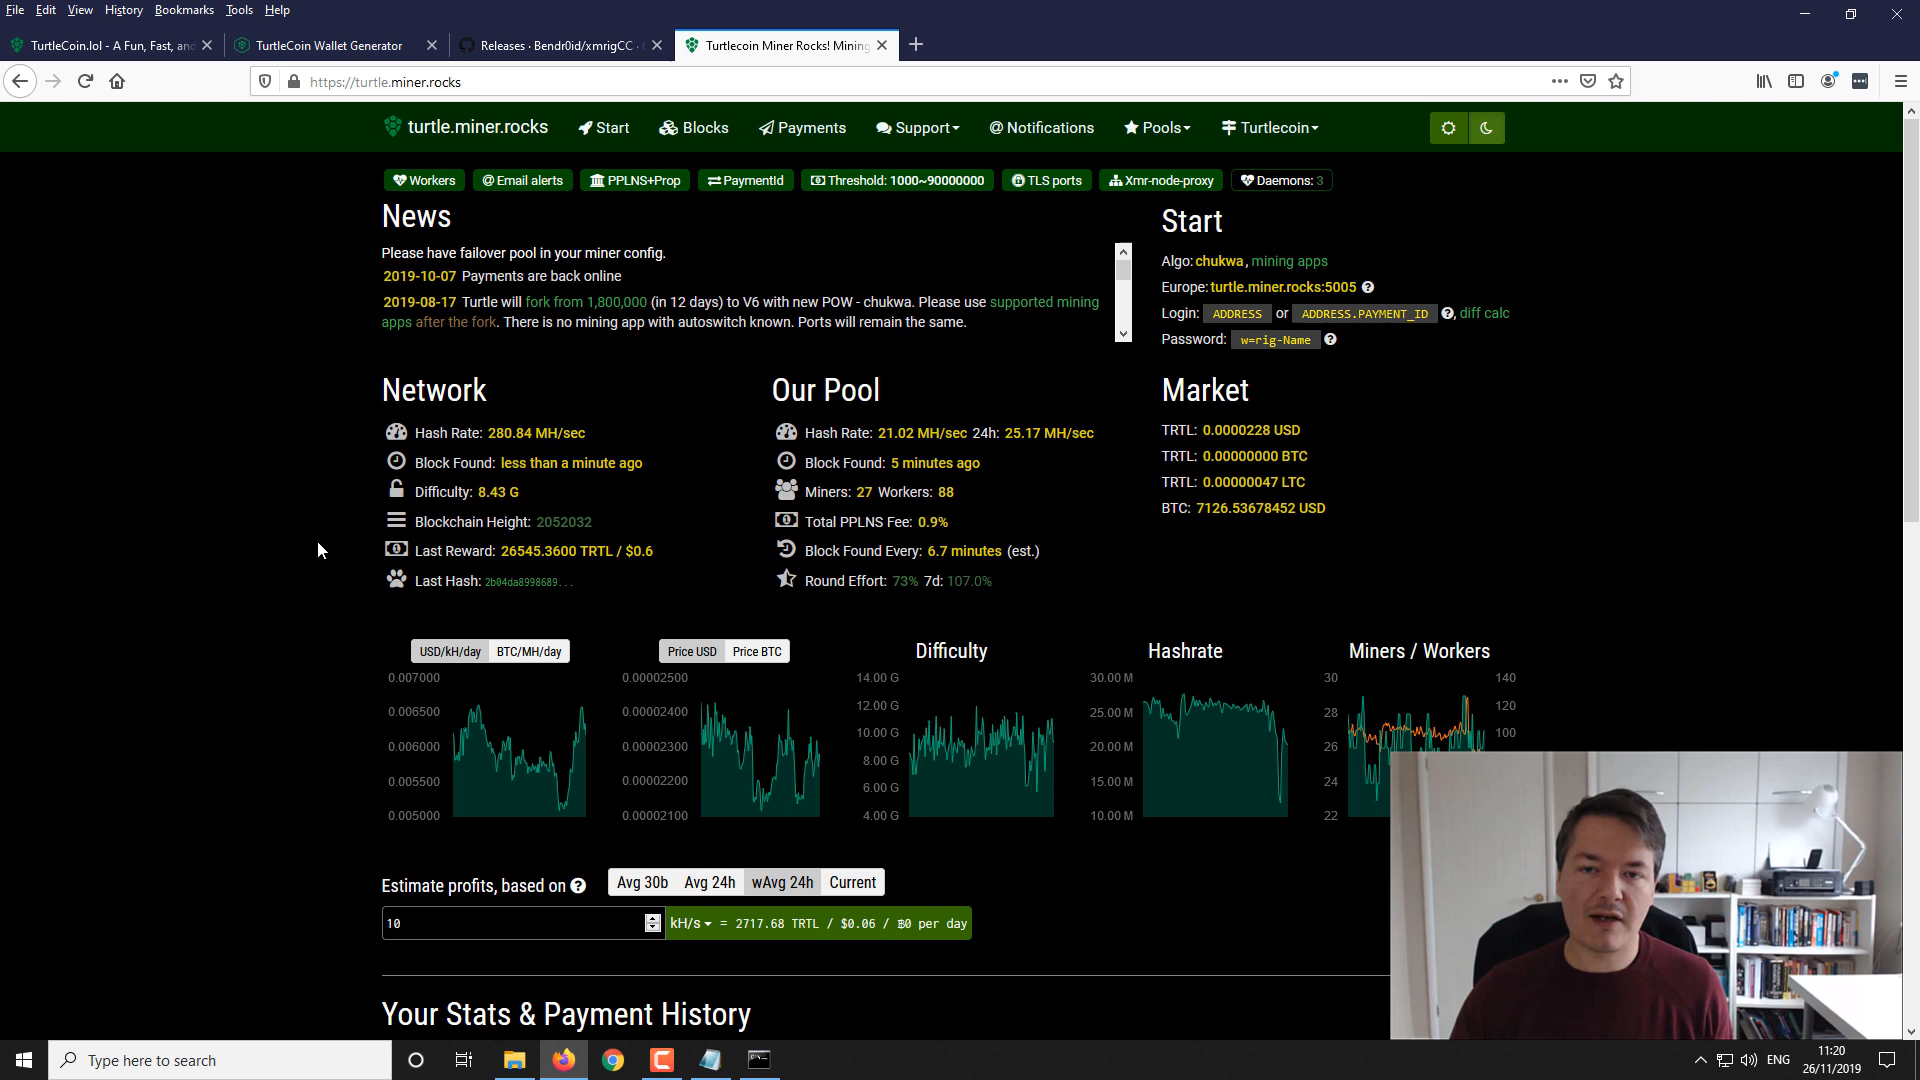 File Edit View History Bookmarks Tools Help
TurtleCoin.lol - A Fun, Fast, and
TurtleCoin Wallet Generator
Releases · Bendr0id/xmrigCC ·
Turtlecoin Miner Rocks! Mining
https://turtle.miner.rocks
turtle.miner.rocks Start Blocks Payments Support Notifications Pools Turtlecoin
Workers Email alerts PPLNS+Prop PaymentId Threshold: 1000~90000000 TLS ports Xmr-node-proxy Daemons: 3
News
Please have failover pool in your miner config.
2019-10-07 Payments are back online
2019-08-17 Turtle will fork from 1,800,000 (in 12 days) to V6 with new POW - chukwa. Please use supported mining
apps after the fork. There is no mining app with autoswitch known. Ports will remain the same.
Start
Algo: chukwa, mining apps
Europe: turtle.miner.rocks:5005
Login: ADDRESS or ADDRESS.PAYMENT_ID , diff calc
Password: w=rig-Name
Network
Hash Rate: 280.84 MH/sec
Block Found: less than a minute ago
Difficulty: 8.43 G
Blockchain Height: 2052032
Last Reward: 26545.3600 TRTL / $0.6
Last Hash: 2b04da8998689...
Our Pool
Hash Rate: 21.02 MH/sec 24h: 25.17 MH/sec
Block Found: 5 minutes ago
Miners: 27 Workers: 88
Total PPLNS Fee: 0.9%
Block Found Every: 6.7 minutes (est.)
Round Effort: 73% 7d: 107.0%
Market
TRTL: 0.0000228 USD
TRTL: 0.00000000 BTC
TRTL: 0.00000047 LTC
BTC: 7126.53678452 USD
USD/kH/day BTC/MH/day
0.007000
0.006500
0.006000
0.005500
0.005000
Price USD Price BTC
0.00002500
0.00002400
0.00002300
0.00002200
0.00002100
Difficulty
14.00 G
12.00 G
10.00 G
8.00 G
6.00 G
4.00 G
Hashrate
30.00 M
25.00 M
20.00 M
15.00 M
10.00 M
Miners / Workers
30 140
28 120
26 100
24
22
Estimate profits, based on Avg 30b Avg 24h wAvg 24h Current
10 kH/s = 2717.68 TRTL / $0.06 / ฿0 per day
Your Stats & Payment History
Type here to search
ENG
11:20
26/11/2019